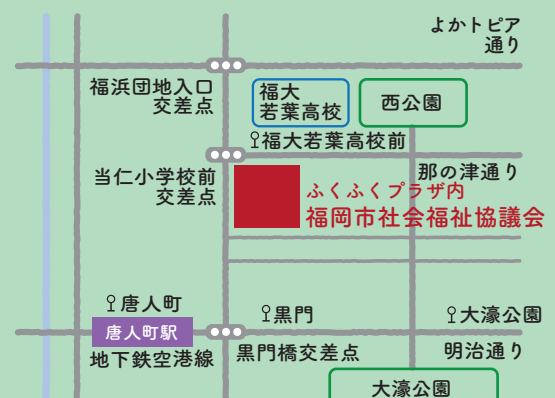 よかトピア
通り
福浜団地入口
交差点
福大
若葉高校
西公園
福大若葉高校前
当仁小学校前
交差点
那の津通り
ふくふくプラザ内
福岡市社会福祉協議会
唐人町
唐人町駅
地下鉄空港線
黒門
黒門橋交差点
大濠公園
明治通り
大濠公園